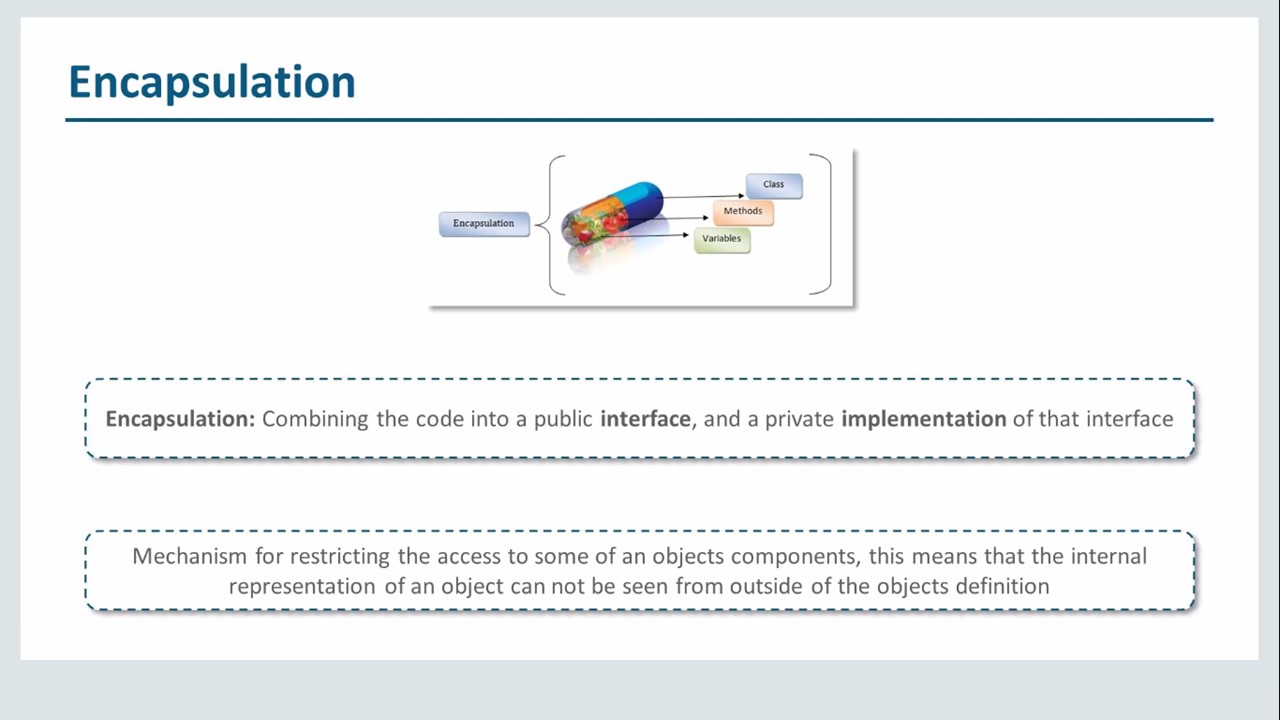 Encapsulation
Encapsulation
Class
Methods
Variables
Encapsulation: Combining the code into a public interface, and a private implementation of that interface
Mechanism for restricting the access to some of an objects components, this means that the internal
representation of an object can not be seen from outside of the objects definition